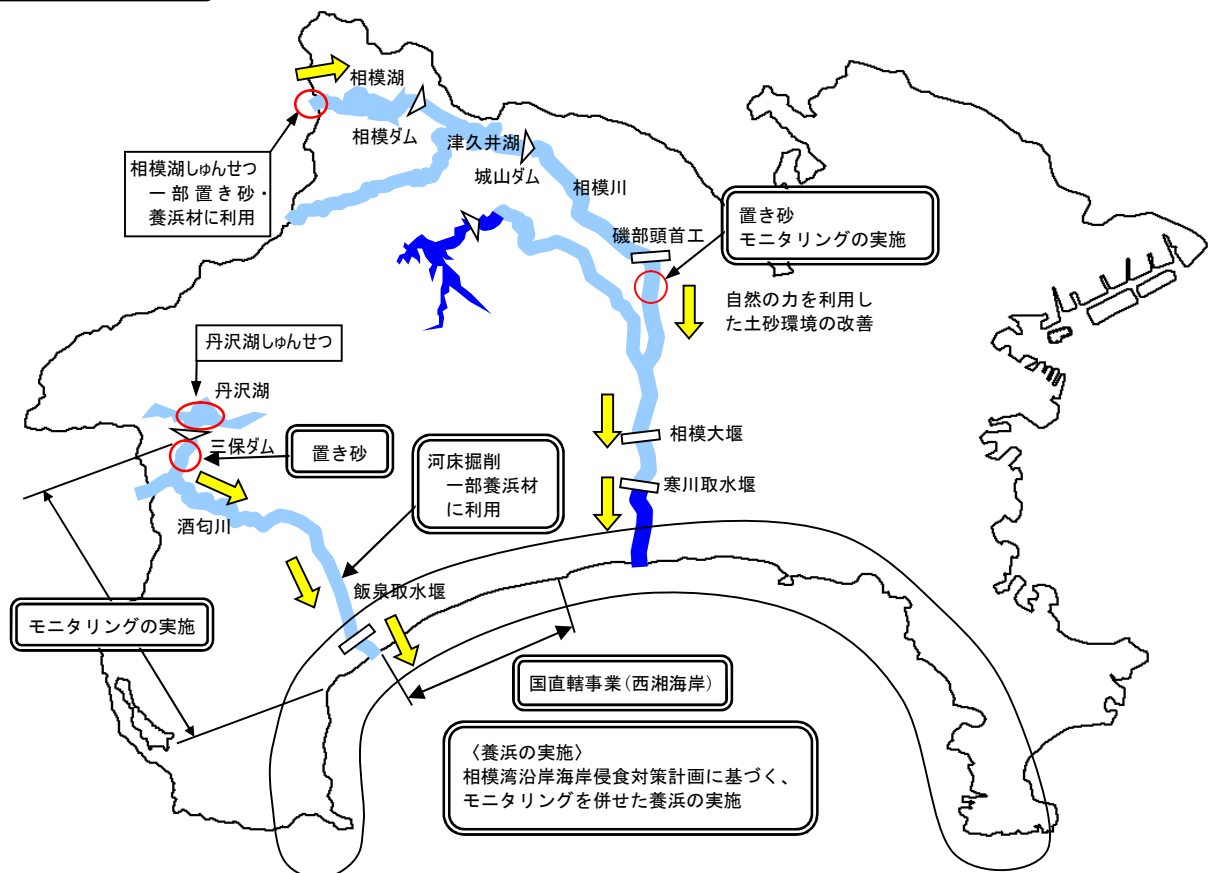 相模湖
相模ダム
津久井湖
城山ダム
相模川
相模湖しゅんせつ
一部置き砂・
養浜材に利用
磯部頭首工
置き砂
モニタリングの実施
自然の力を利用し
た土砂環境の改善
丹沢湖しゅんせつ
丹沢湖
三保ダム
置き砂
河床掘削
一部養浜材
に利用
相模大堰
寒川取水堰
酒匂川
飯泉取水堰
モニタリングの実施
国直轄事業(西湘海岸)
〈養浜の実施〉
相模湾沿岸海岸侵食対策計画に基づく、
モニタリングを併せた養浜の実施